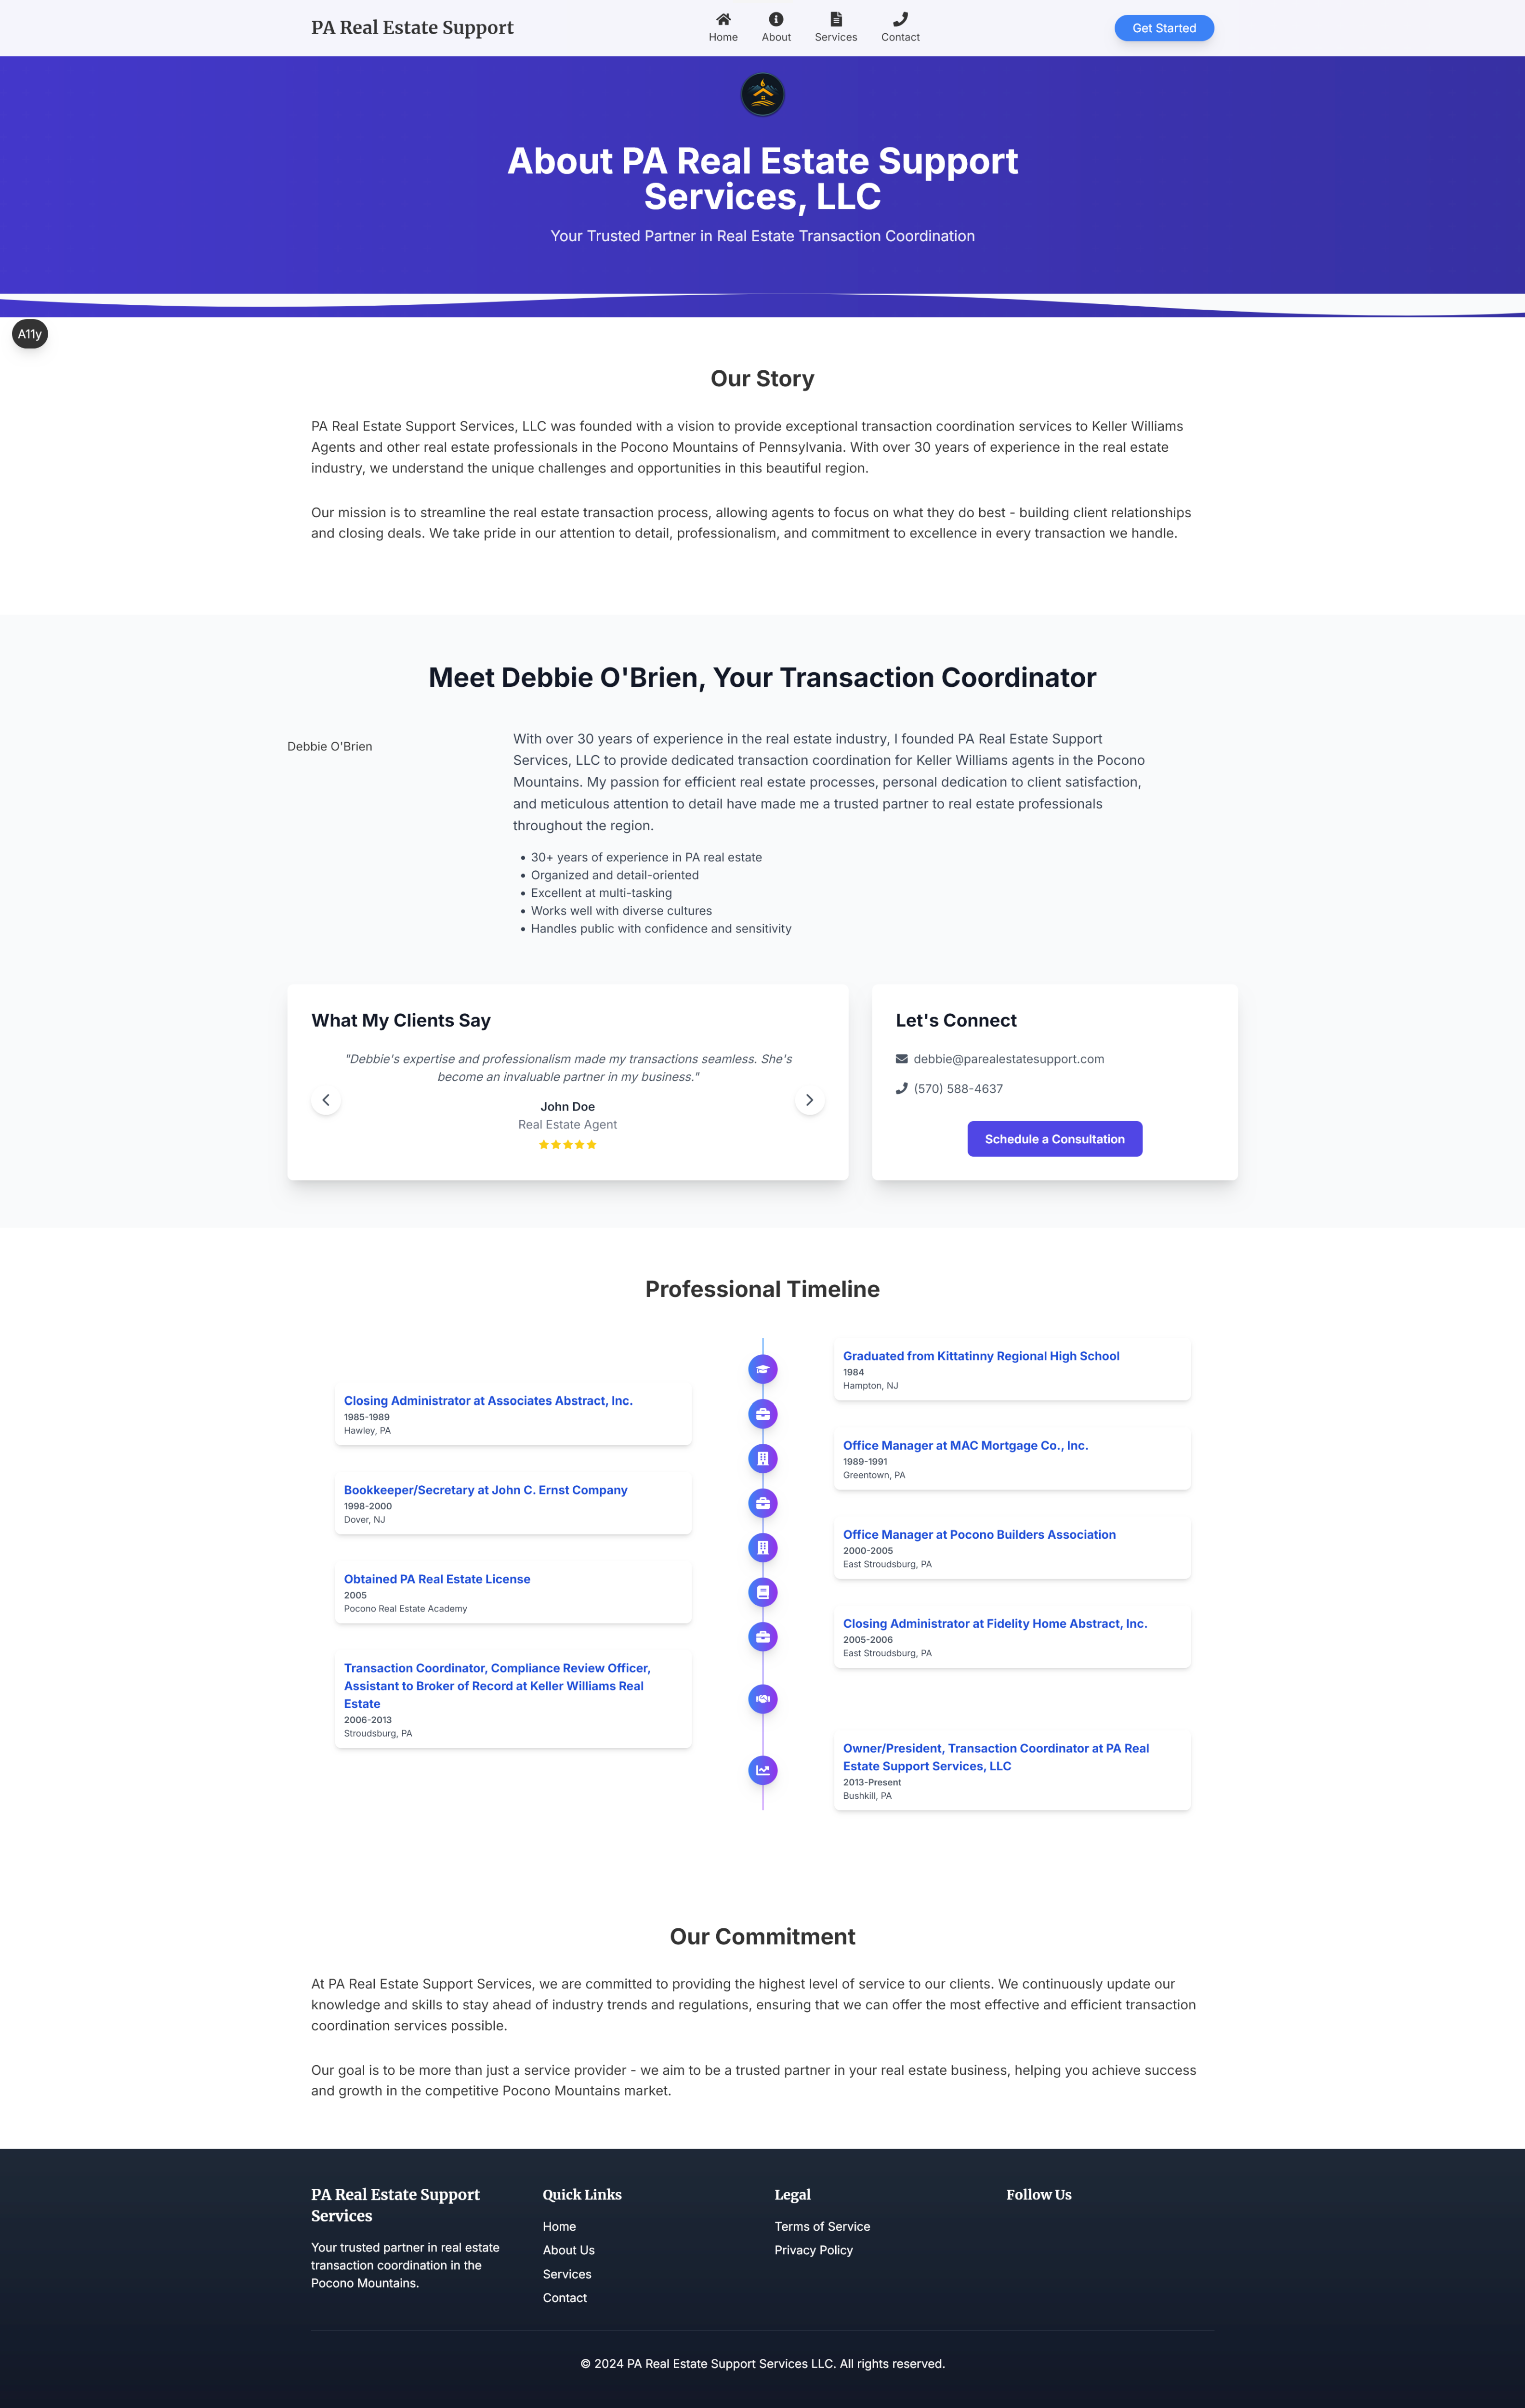 PA Real Estate Support
Home
About
Services
Contact
Get Started
About PA Real Estate Support
Services, LLC
Your Trusted Partner in Real Estate Transaction Coordination
A11y
Our Story
PA Real Estate Support Services, LLC was founded with a vision to provide exceptional transaction coordination services to Keller Williams
Agents and other real estate professionals in the Pocono Mountains of Pennsylvania. With over 30 years of experience in the real estate
industry, we understand the unique challenges and opportunities in this beautiful region.
Our mission is to streamline the real estate transaction process, allowing agents to focus on what they do best - building client relationships
and closing deals. We take pride in our attention to detail, professionalism, and commitment to excellence in every transaction we handle.
Meet Debbie O'Brien, Your Transaction Coordinator
Debbie O'Brien
With over 30 years of experience in the real estate industry, I founded PA Real Estate Support
Services, LLC to provide dedicated transaction coordination for Keller Williams agents in the Pocono
Mountains. My passion for efficient real estate processes, personal dedication to client satisfaction,
and meticulous attention to detail have made me a trusted partner to real estate professionals
throughout the region.
• 30+ years of experience in PA real estate
• Organized and detail-oriented
• Excellent at multi-tasking
• Works well with diverse cultures
• Handles public with confidence and sensitivity
What My Clients Say
"Debbie's expertise and professionalism made my transactions seamless. She's
become an invaluable partner in my business."
John Doe
Real Estate Agent
Let's Connect
debbie@parealestatesupport.com
(570) 588-4637
Schedule a Consultation
Professional Timeline
Graduated from Kittatinny Regional High School
1984
Hampton, NJ
Closing Administrator at Associates Abstract, Inc.
1985-1989
Hawley, PA
Office Manager at MAC Mortgage Co., Inc.
1989-1991
Greentown, PA
Bookkeeper/Secretary at John C. Ernst Company
1998-2000
Dover, NJ
Office Manager at Pocono Builders Association
2000-2005
East Stroudsburg, PA
Obtained PA Real Estate License
2005
Pocono Real Estate Academy
Closing Administrator at Fidelity Home Abstract, Inc.
2005-2006
East Stroudsburg, PA
Transaction Coordinator, Compliance Review Officer,
Assistant to Broker of Record at Keller Williams Real
Estate
2006-2013
Stroudsburg, PA
Owner/President, Transaction Coordinator at PA Real
Estate Support Services, LLC
2013-Present
Bushkill, PA
Our Commitment
At PA Real Estate Support Services, we are committed to providing the highest level of service to our clients. We continuously update our
knowledge and skills to stay ahead of industry trends and regulations, ensuring that we can offer the most effective and efficient transaction
coordination services possible.
Our goal is to be more than just a service provider - we aim to be a trusted partner in your real estate business, helping you achieve success
and growth in the competitive Pocono Mountains market.
PA Real Estate Support
Services
Your trusted partner in real estate
transaction coordination in the
Pocono Mountains.
Quick Links
Home
About Us
Services
Contact
Legal
Terms of Service
Privacy Policy
Follow Us
© 2024 PA Real Estate Support Services LLC. All rights reserved.